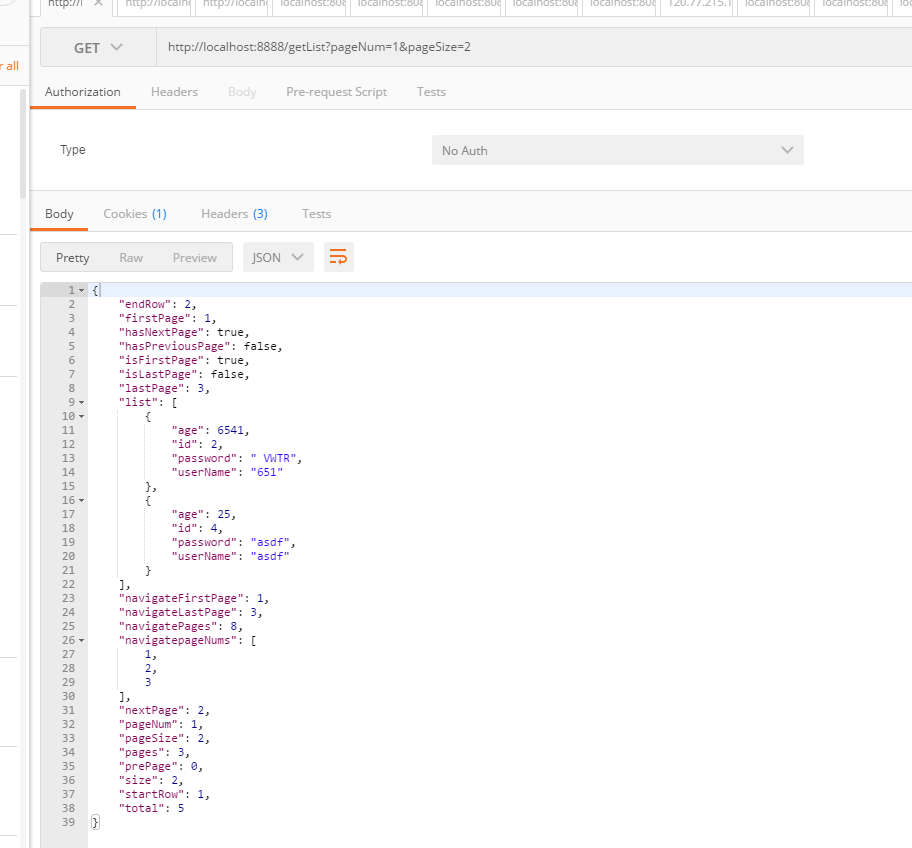 http://l ✕ http://localh http://localh localhost:808 localhost:808 localhost:808 localhost:808 localhost:808 120.77.215.1 localhost:808 localhost:808
GET http://localhost:8888/getList?pageNum=1&pageSize=2
r all
Authorization Headers Body Pre-request Script Tests
Type No Auth
Body Cookies (1) Headers (3) Tests
Pretty Raw Preview JSON
1 {
2 "endRow": 2,
3 "firstPage": 1,
4 "hasNextPage": true,
5 "hasPreviousPage": false,
6 "isFirstPage": true,
7 "isLastPage": false,
8 "lastPage": 3,
9 "list": [
10 {
11 "age": 6541,
12 "id": 2,
13 "password": " VWTR",
14 "userName": "651"
15 },
16 {
17 "age": 25,
18 "id": 4,
19 "password": "asdf",
20 "userName": "asdf"
21 }
22 ],
23 "navigateFirstPage": 1,
24 "navigateLastPage": 3,
25 "navigatePages": 8,
26 "navigatepageNums": [
27 1,
28 2,
29 3
30 ],
31 "nextPage": 2,
32 "pageNum": 1,
33 "pageSize": 2,
34 "pages": 3,
35 "prePage": 0,
36 "size": 2,
37 "startRow": 1,
38 "total": 5
39 }